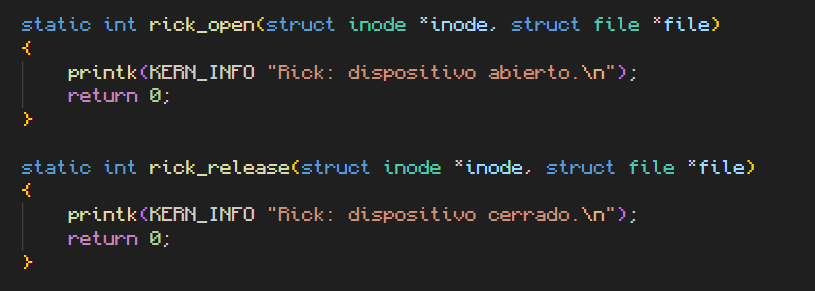 static int rick_open(struct inode *inode, struct file *file)
{
    printk(KERN_INFO "Rick: dispositivo abierto.\n");
    return 0;
}

static int rick_release(struct inode *inode, struct file *file)
{
    printk(KERN_INFO "Rick: dispositivo cerrado.\n");
    return 0;
}